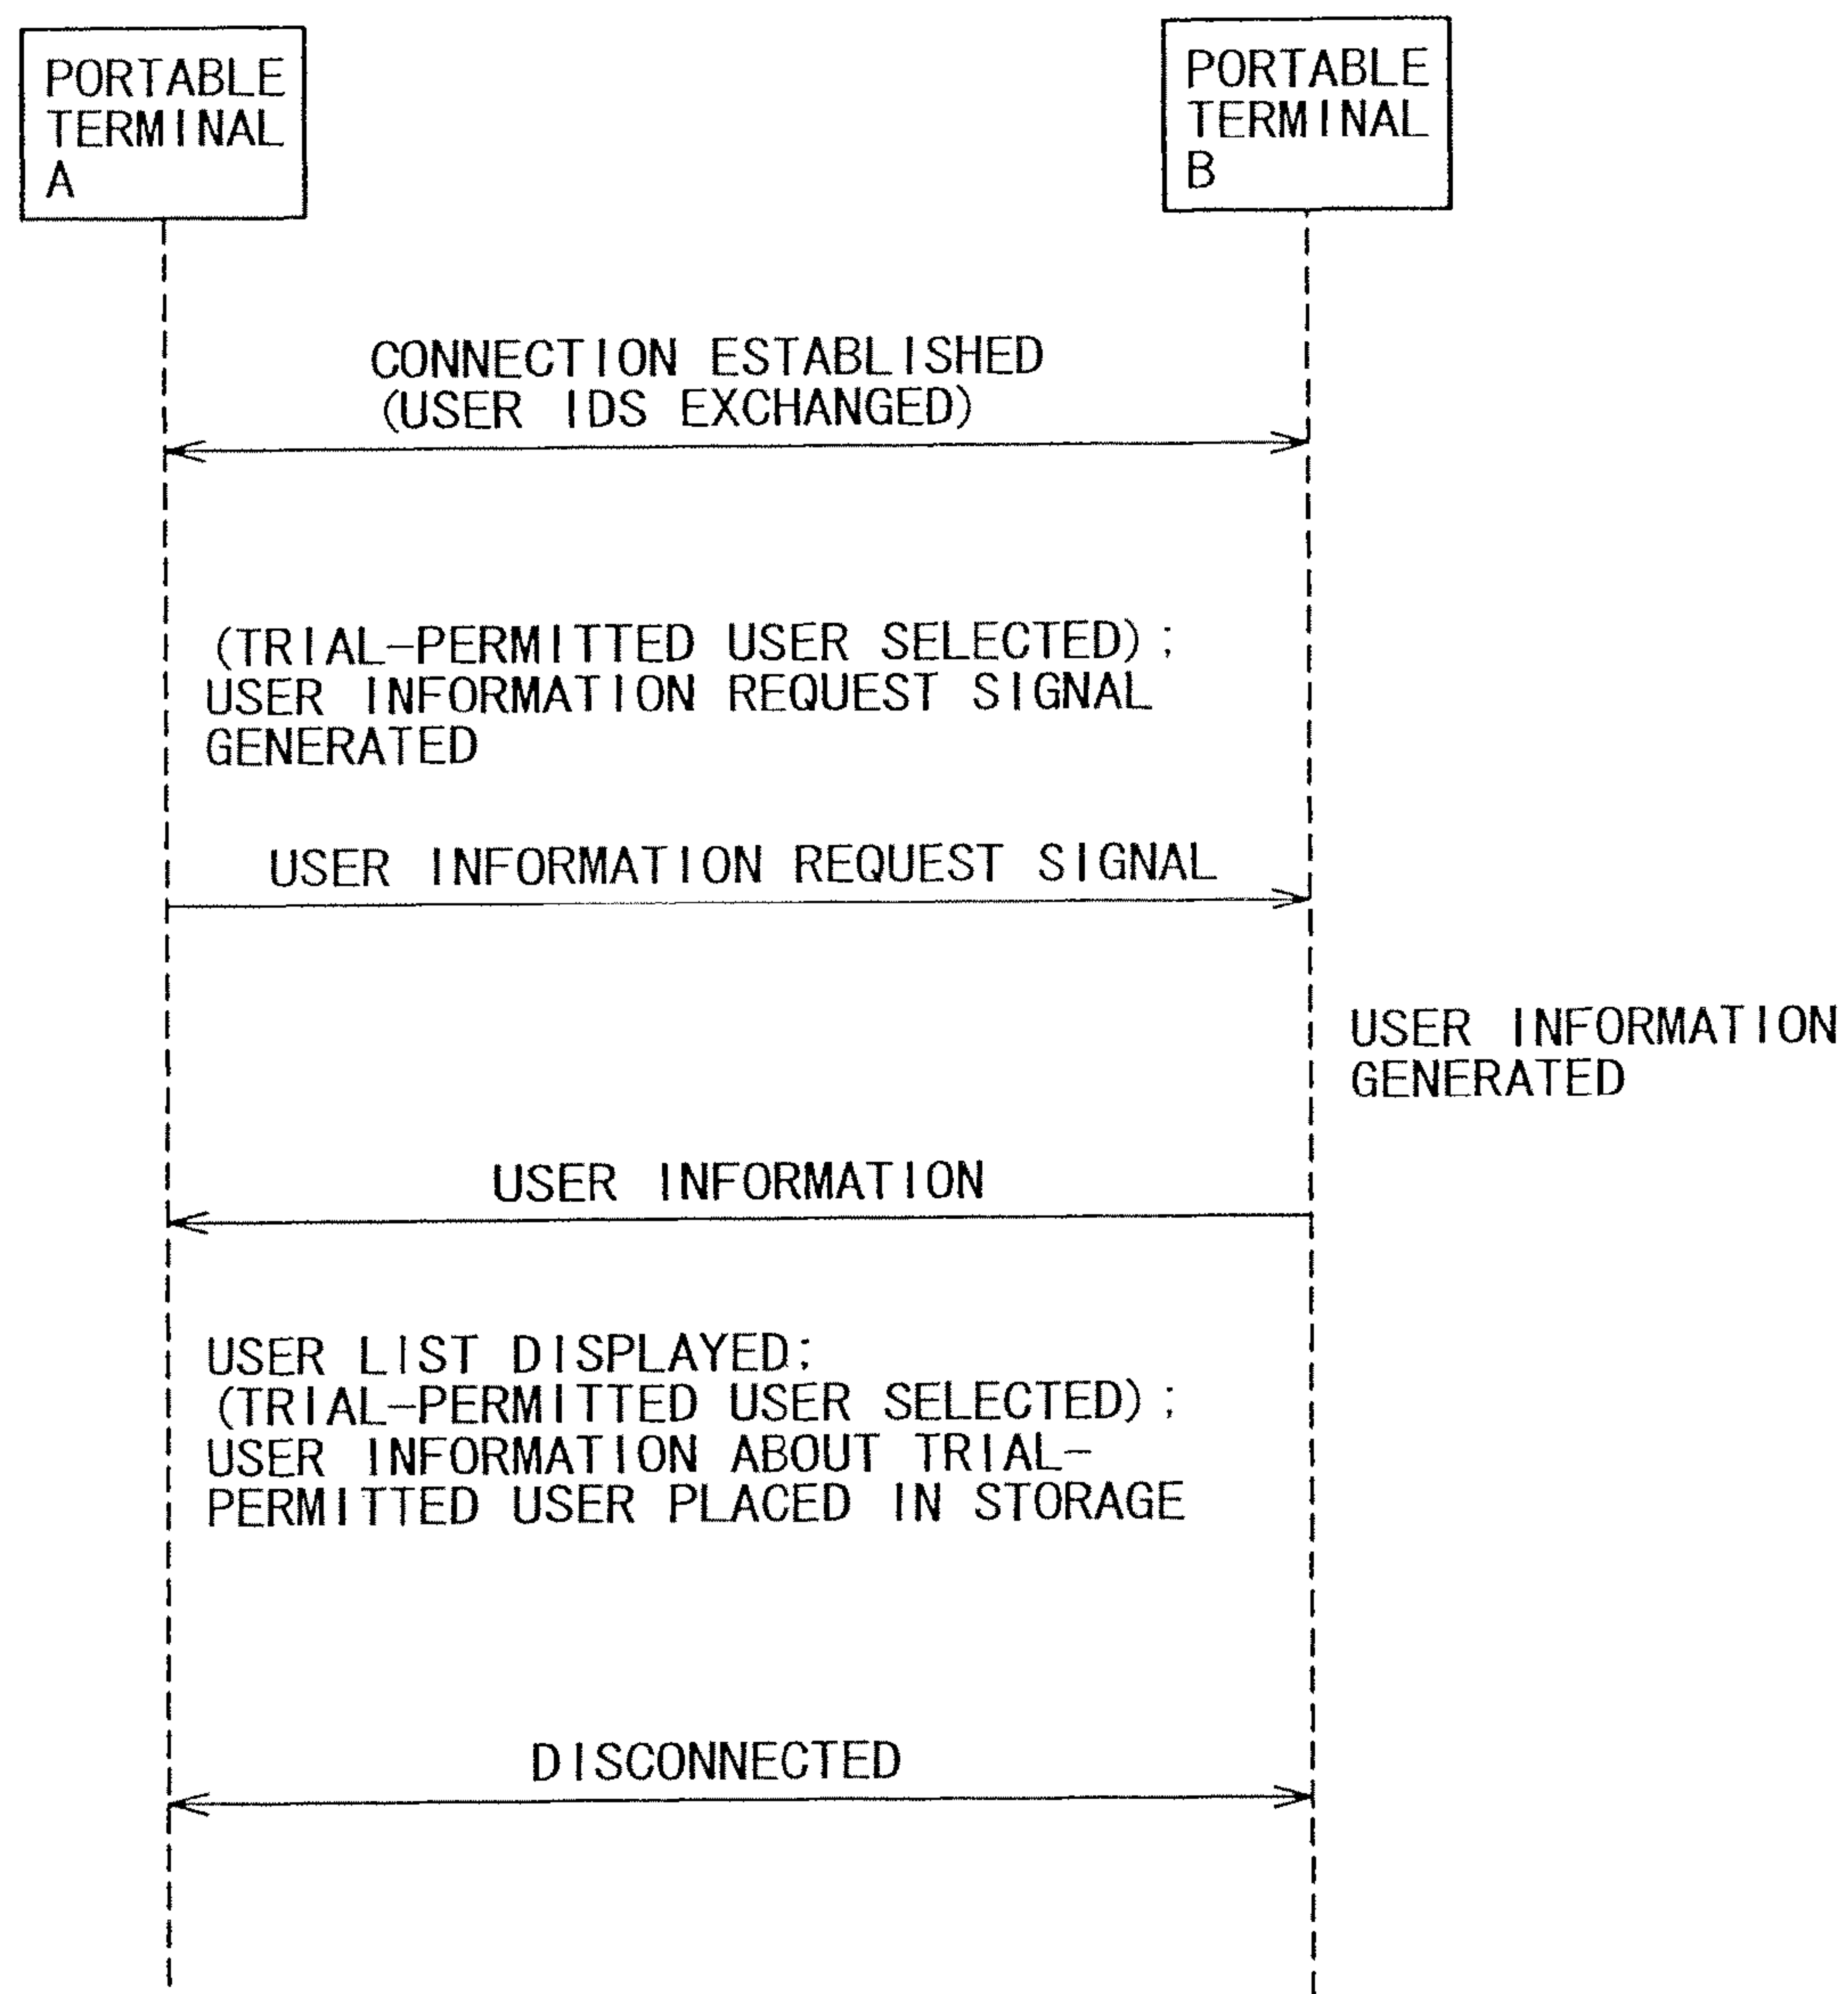 PORTABLE
TERMINAL
A
PORTABLE
TERMINAL
B
CONNECTION ESTABLISHED
(USER IDS EXCHANGED)
(TRIAL-PERMITTED USER SELECTED);
USER INFORMATION REQUEST SIGNAL
GENERATED
USER INFORMATION REQUEST SIGNAL
USER INFORMATION
GENERATED
USER INFORMATION
USER LIST DISPLAYED;
(TRIAL-PERMITTED USER SELECTED);
USER INFORMATION ABOUT TRIAL-
PERMITTED USER PLACED IN STORAGE
DISCONNECTED